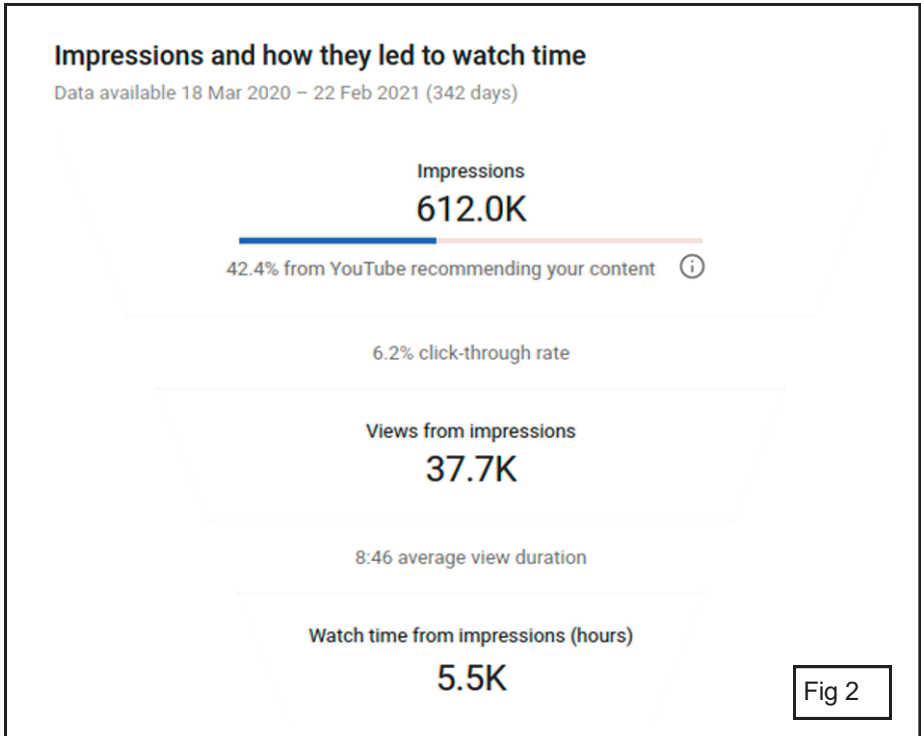 Impressions and how they led to watch time
Data available 18 Mar 2020 – 22 Feb 2021 (342 days)
Impressions
612.0K
42.4% from YouTube recommending your content
6.2% click-through rate
Views from impressions
37.7K
8:46 average view duration
Watch time from impressions (hours)
5.5K
Fig 2